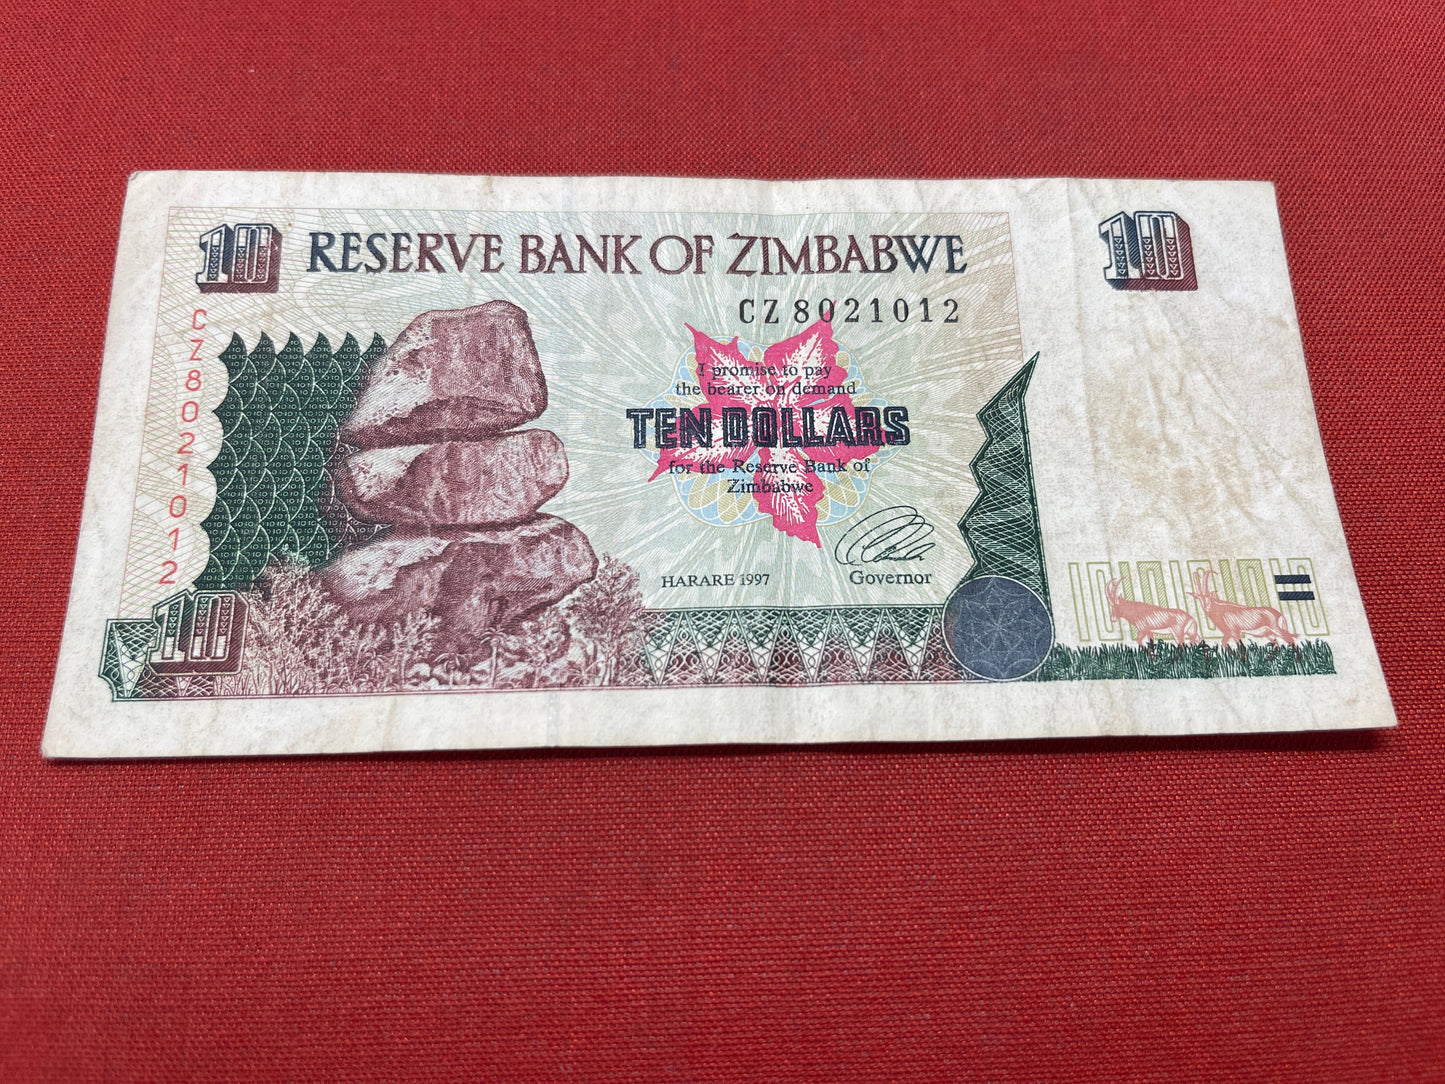 10 RESERVE BANK OF ZIMBABWE 10
CZ 8021012
CZ8021012
I promise to pay
the bearer on demand
TEN DOLLARS
for the Reserve Bank of
Zimbabwe
HARARE 1997 Governor
10
10101010